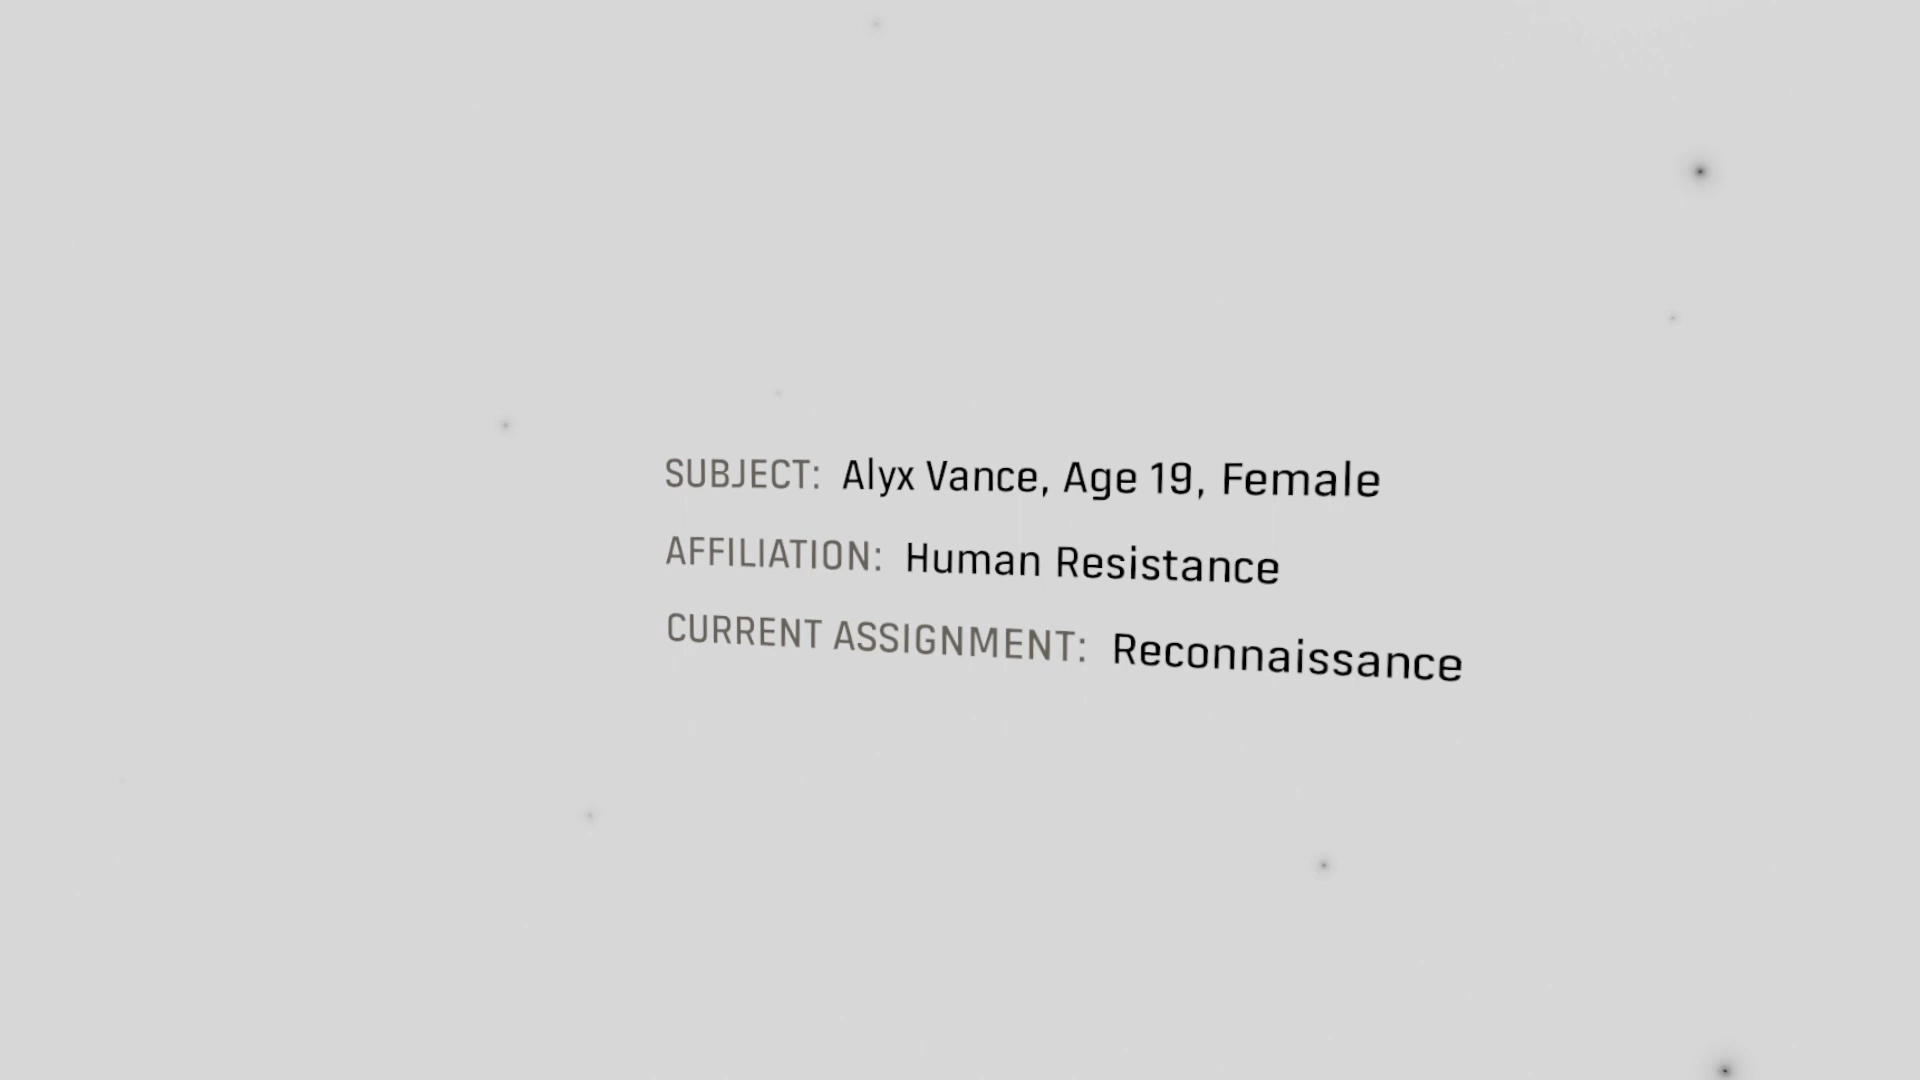 SUBJECT: Alyx Vance, Age 19, Female
AFFILIATION: Human Resistance
CURRENT ASSIGNMENT: Reconnaissance